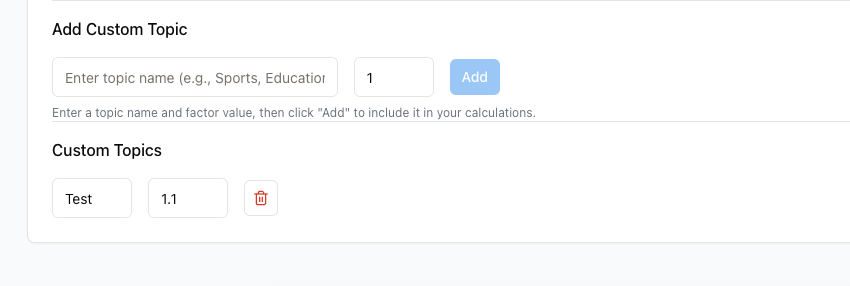 Add Custom Topic
Enter topic name (e.g., Sports, Education
1
Add
Enter a topic name and factor value, then click "Add" to include it in your calculations.
Custom Topics
Test
1.1